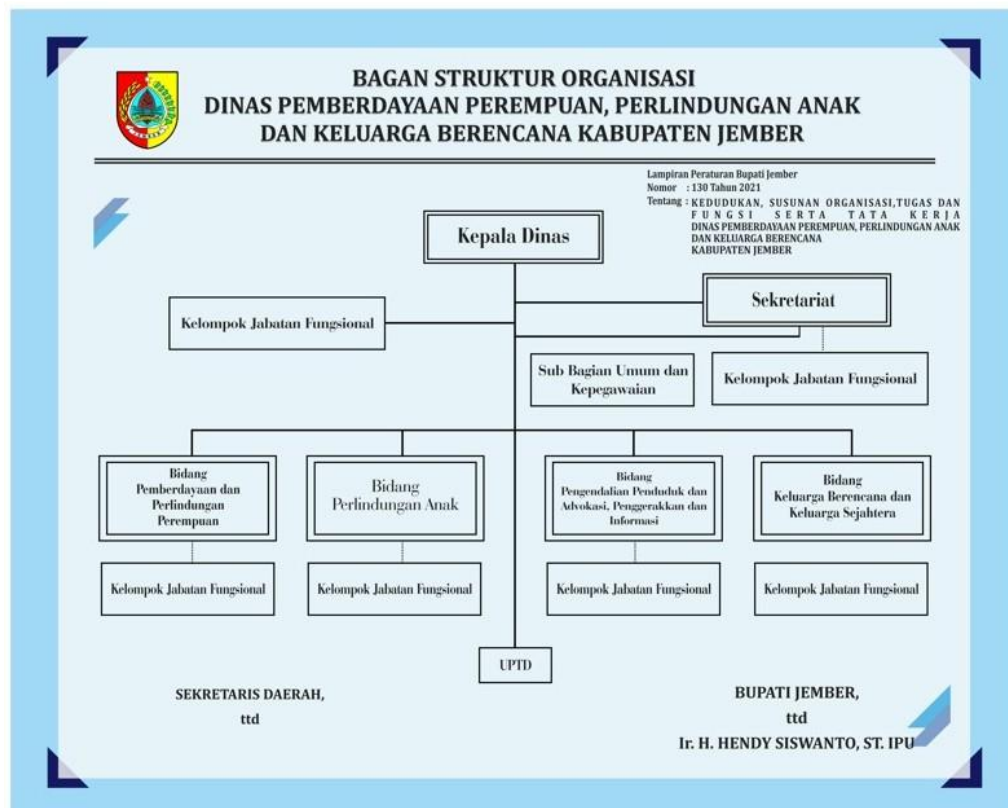 BAGAN STRUKTUR ORGANISASI
DINAS PEMBERDAYAAN PEREMPUAN, PERLINDUNGAN ANAK
DAN KELUARGA BERENCANA KABUPATEN JEMBER
JEMBER
Lampiran Peraturan Bupati Jember
Nomor : 130 Tahun 2021
Tentang : KEDUDUKAN, SUSUNAN ORGANISASI,TUGAS DAN
FUNGSI SERTA TATA KERJA
DINAS PEMBERDAYAAN PEREMPUAN, PERLINDUNGAN ANAK
DAN KELUARGA BERENCANA
KABUPATEN JEMBER
Kepala Dinas
Sekretariat
Kelompok Jabatan Fungsional
Sub Bagian Umum dan
Kepegawaian
Kelompok Jabatan Fungsional
Bidang
Pemberdayaan dan
Perlindungan
Perempuan
Bidang
Perlindungan Anak
Bidang
Pengendalian Penduduk dan
Advokasi, Penggerakkan dan
Informasi
Bidang
Keluarga Berencana dan
Keluarga Sejahtera
Kelompok Jabatan Fungsional
Kelompok Jabatan Fungsional
Kelompok Jabatan Fungsional
Kelompok Jabatan Fungsional
UPTD
SEKRETARIS DAERAH,
ttd
BUPATI JEMBER,
ttd
Ir. H. HENDY SISWANTO, ST. IPU